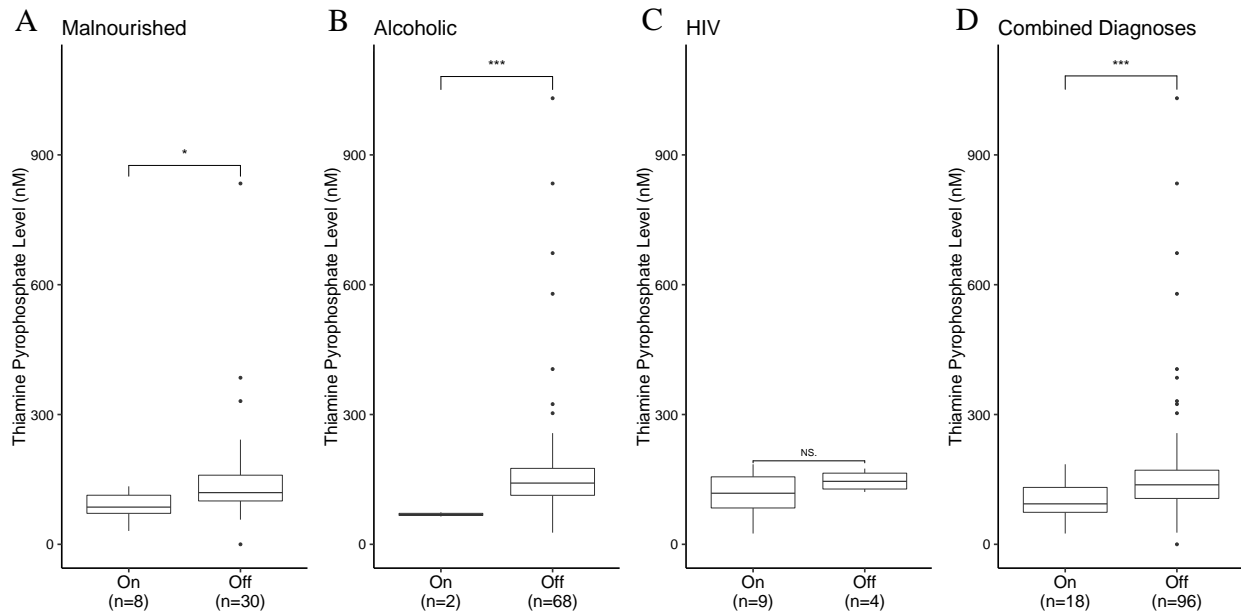 A Malnourished
Thiamine Pyrophosphate Level (nM)
900
600
300
0
*
On
(n=8)
Off
(n=30)
B Alcoholic
Thiamine Pyrophosphate Level (nM)
900
600
300
0
***
On
(n=2)
Off
(n=68)
C HIV
Thiamine Pyrophosphate Level (nM)
900
600
300
0
NS.
On
(n=9)
Off
(n=4)
D Combined Diagnoses
Thiamine Pyrophosphate Level (nM)
900
600
300
0
***
On
(n=18)
Off
(n=96)